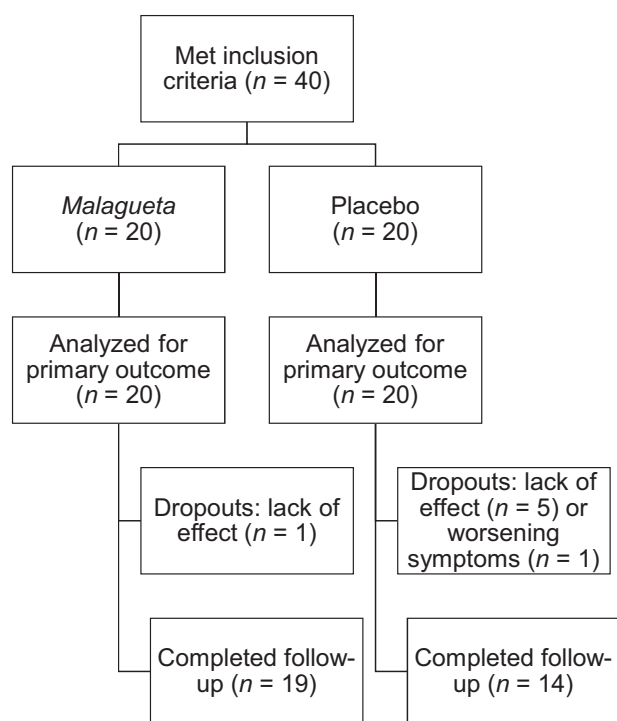 Met inclusion
criteria (n = 40)
Malagueta
(n = 20)
Placebo
(n = 20)
Analyzed for
primary outcome
(n = 20)
Analyzed for
primary outcome
(n = 20)
Dropouts: lack of
effect (n = 1)
Dropouts: lack of
effect (n = 5) or
worsening
symptoms (n = 1)
Completed follow-
up (n = 19)
Completed follow-
up (n = 14)